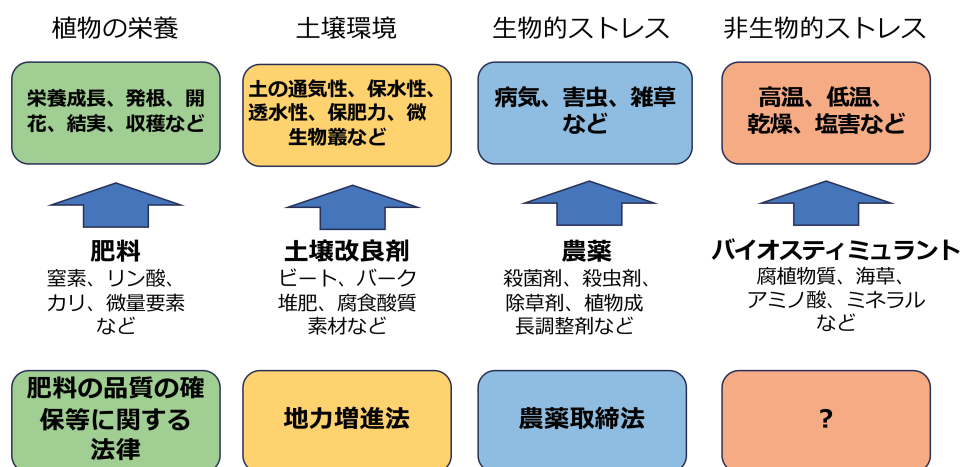 植物の栄養
土壌環境
生物的ストレス
非生物的ストレス
栄養成長、発根、開
花、結実、収穫など
土の通気性、保水性、
透水性、保肥力、微
生物叢など
病気、害虫、雑草
など
高温、低温、
乾燥、塩害など
肥料
窒素、リン酸、
カリ、微量要素
など
土壌改良剤
ビート、バーク
堆肥、腐食酸質
素材など
農薬
殺菌剤、殺虫剤、
除草剤、植物成
長調整剤など
バイオスティミュラント
腐植物質、海草、
アミノ酸、ミネラル
など
肥料の品質の確
保等に関する
法律
地力増進法
農薬取締法
?